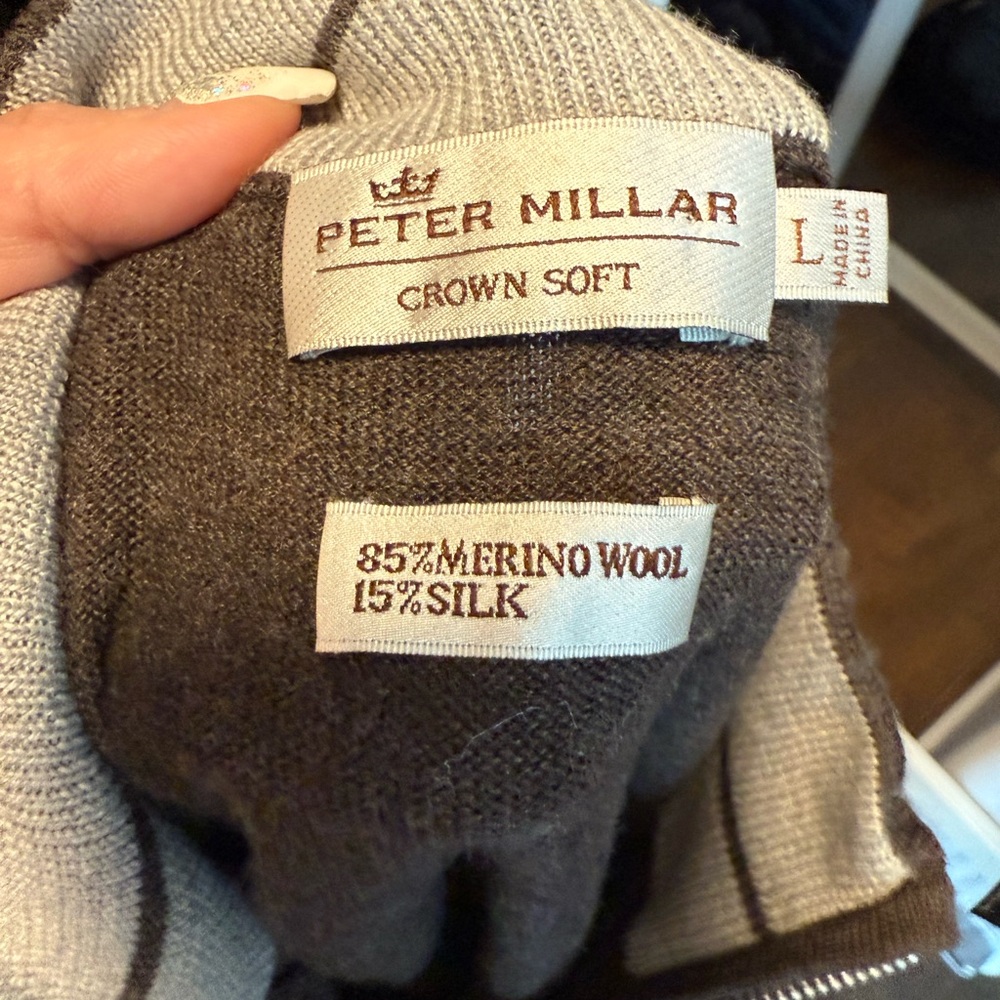 PETER MILLAR
CROWN SOFT
L
MADE IN
CHINA
85% MERINO WOOL
15% SILK